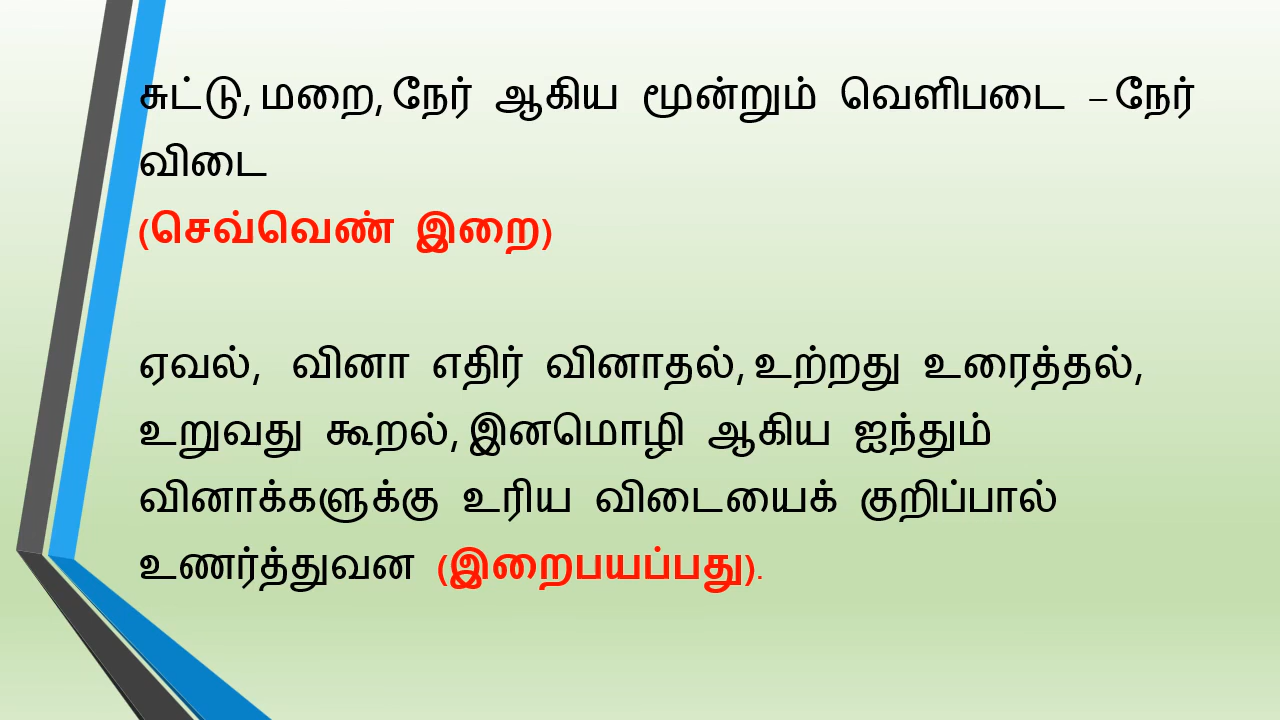 சுட்டு, மறை, நேர் ஆகிய மூன்றும் வெளிபடை – நேர்
விடை
(செவ்வெண் இறை)
ஏவல், வினா எதிர் வினாதல், உற்றது உரைத்தல்,
உறுவது கூறல், இனமொழி ஆகிய ஐந்தும்
வினாக்களுக்கு உரிய விடையைக் குறிப்பால்
உணர்த்துவன (இறைபயப்பது).